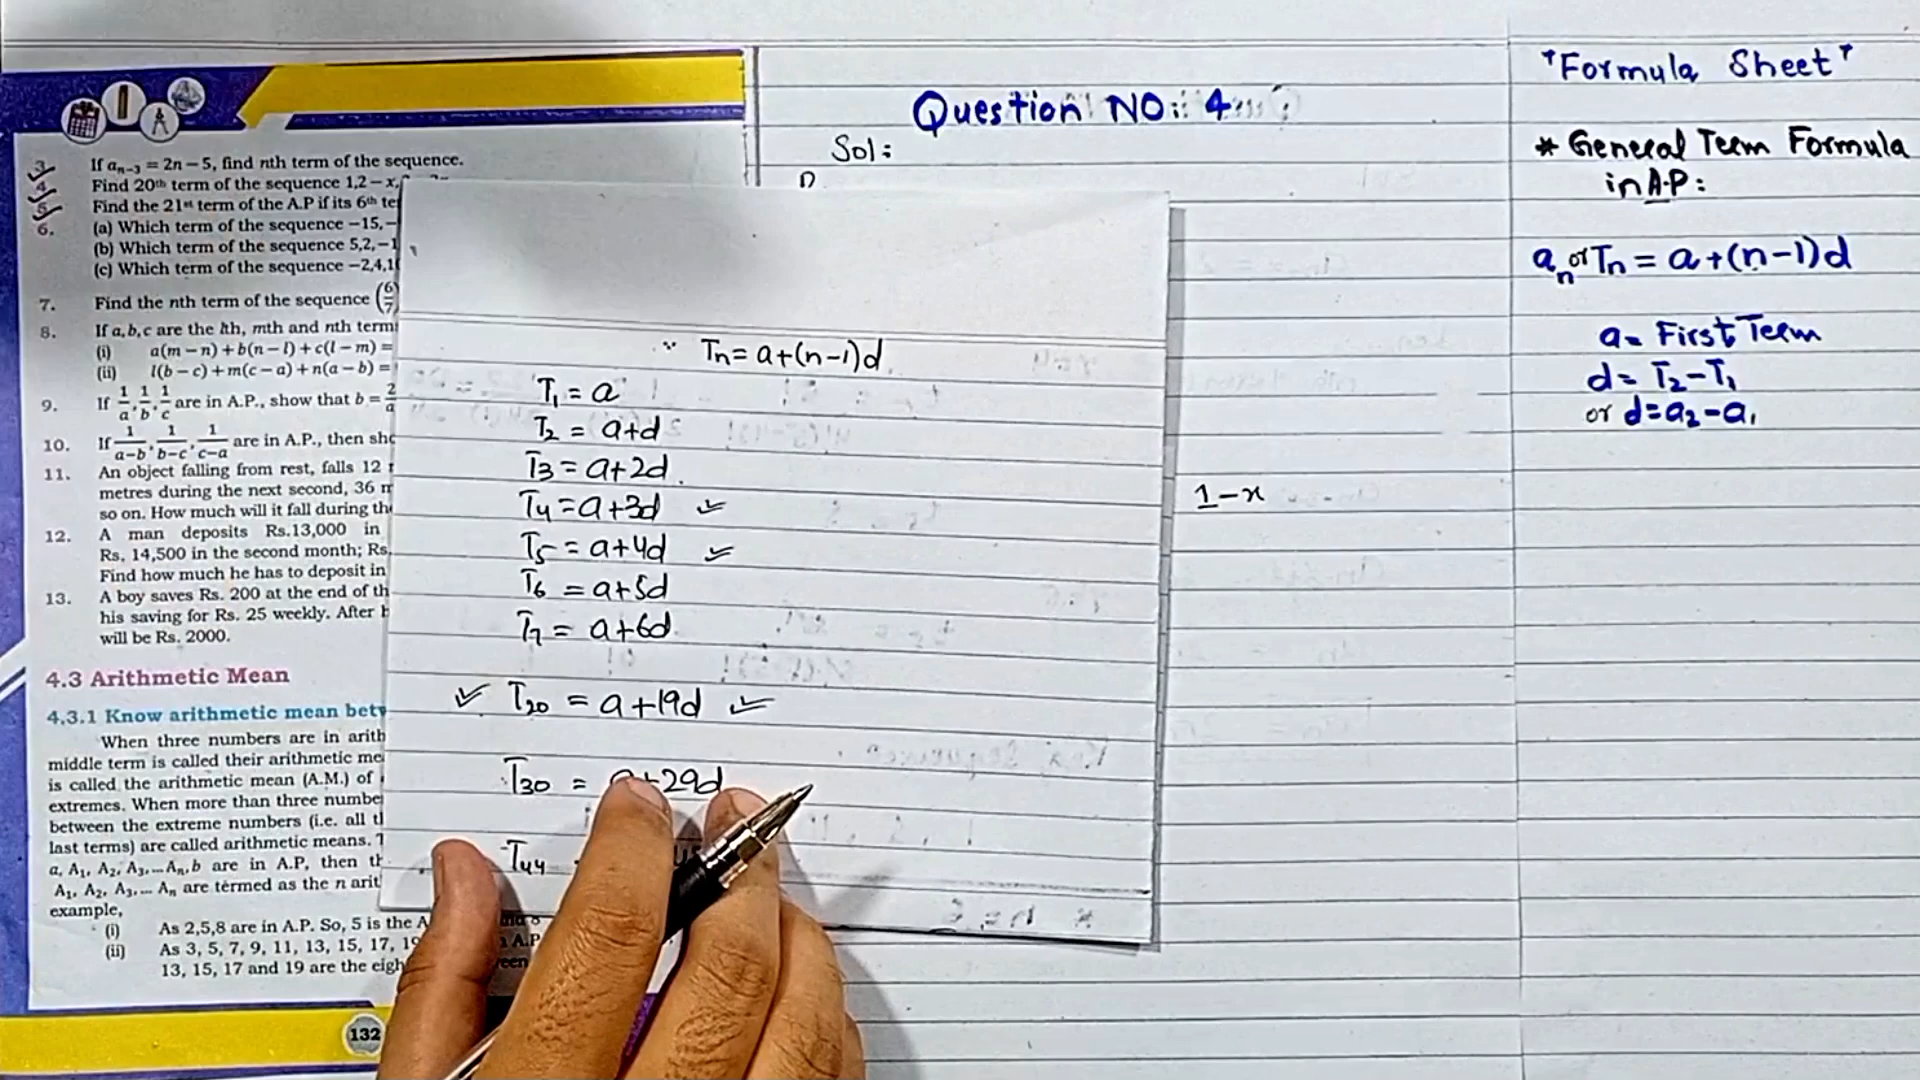 3. If aₙ₋₃ = 2n − 5, find nth term of the sequence.
4. Find 20th term of the sequence 1,2 − x,
5. Find the 21st term of the A.P if its 6th te
6. (a) Which term of the sequence −15,−
(b) Which term of the sequence 5,2,−1
(c) Which term of the sequence −2,4,1
7. Find the nth term of the sequence (6/7)
8. If a,b,c are the lth, mth and nth term
(i) a(m − n) + b(n − l) + c(l − m) =
(ii) l(b − c) + m(c − a) + n(a − b) =
9. If 1/a, 1/b, 1/c are in A.P., show that b = 2/a
10. If 1/(a−b), 1/(b−c), 1/(c−a) are in A.P., then sho
11. An object falling from rest, falls 12
metres during the next second, 36 m
so on. How much will it fall during th
12. A man deposits Rs.13,000 in
Rs, 14,500 in the second month; Rs.
Find how much he has to deposit in
13. A boy saves Rs. 200 at the end of th
his saving for Rs. 25 weekly. After
will be Rs. 2000.
4.3 Arithmetic Mean
4.3.1 Know arithmetic mean betw
When three numbers are in arith
middle term is called their arithmetic me
is called the arithmetic mean (A.M.) of
extremes. When more than three numbe
between the extreme numbers (i.e. all t
last terms) are called arithmetic means.
a, A₁, A₂, A₃,... Aₙ, b are in A.P, then th
A₁, A₂, A₃,... Aₙ are termed as the n arit
example,
(i) As 2,5,8 are in A.P. So, 5 is the A
(ii) As 3, 5, 7, 9, 11, 13, 15, 17, 19 A.P
13, 15, 17 and 19 are the eigh
132
Question NO: 4
Sol:
∵ Tn = a+(n-1)d
T₁ = a
T₂ = a+d
T₃ = a+2d
T₄ = a+3d ✓
T₅ = a+4d ✓
T₆ = a+5d
T₇ = a+6d
✓ T₂₀ = a+19d ✓
T₃₀ = a+29d
T₄₄
1-x
"Formula Sheet"
* General Term Formula
in A.P:
aₙ or Tn = a+(n-1)d
a = First Term
d = T₂-T₁
or d = a₂-a₁